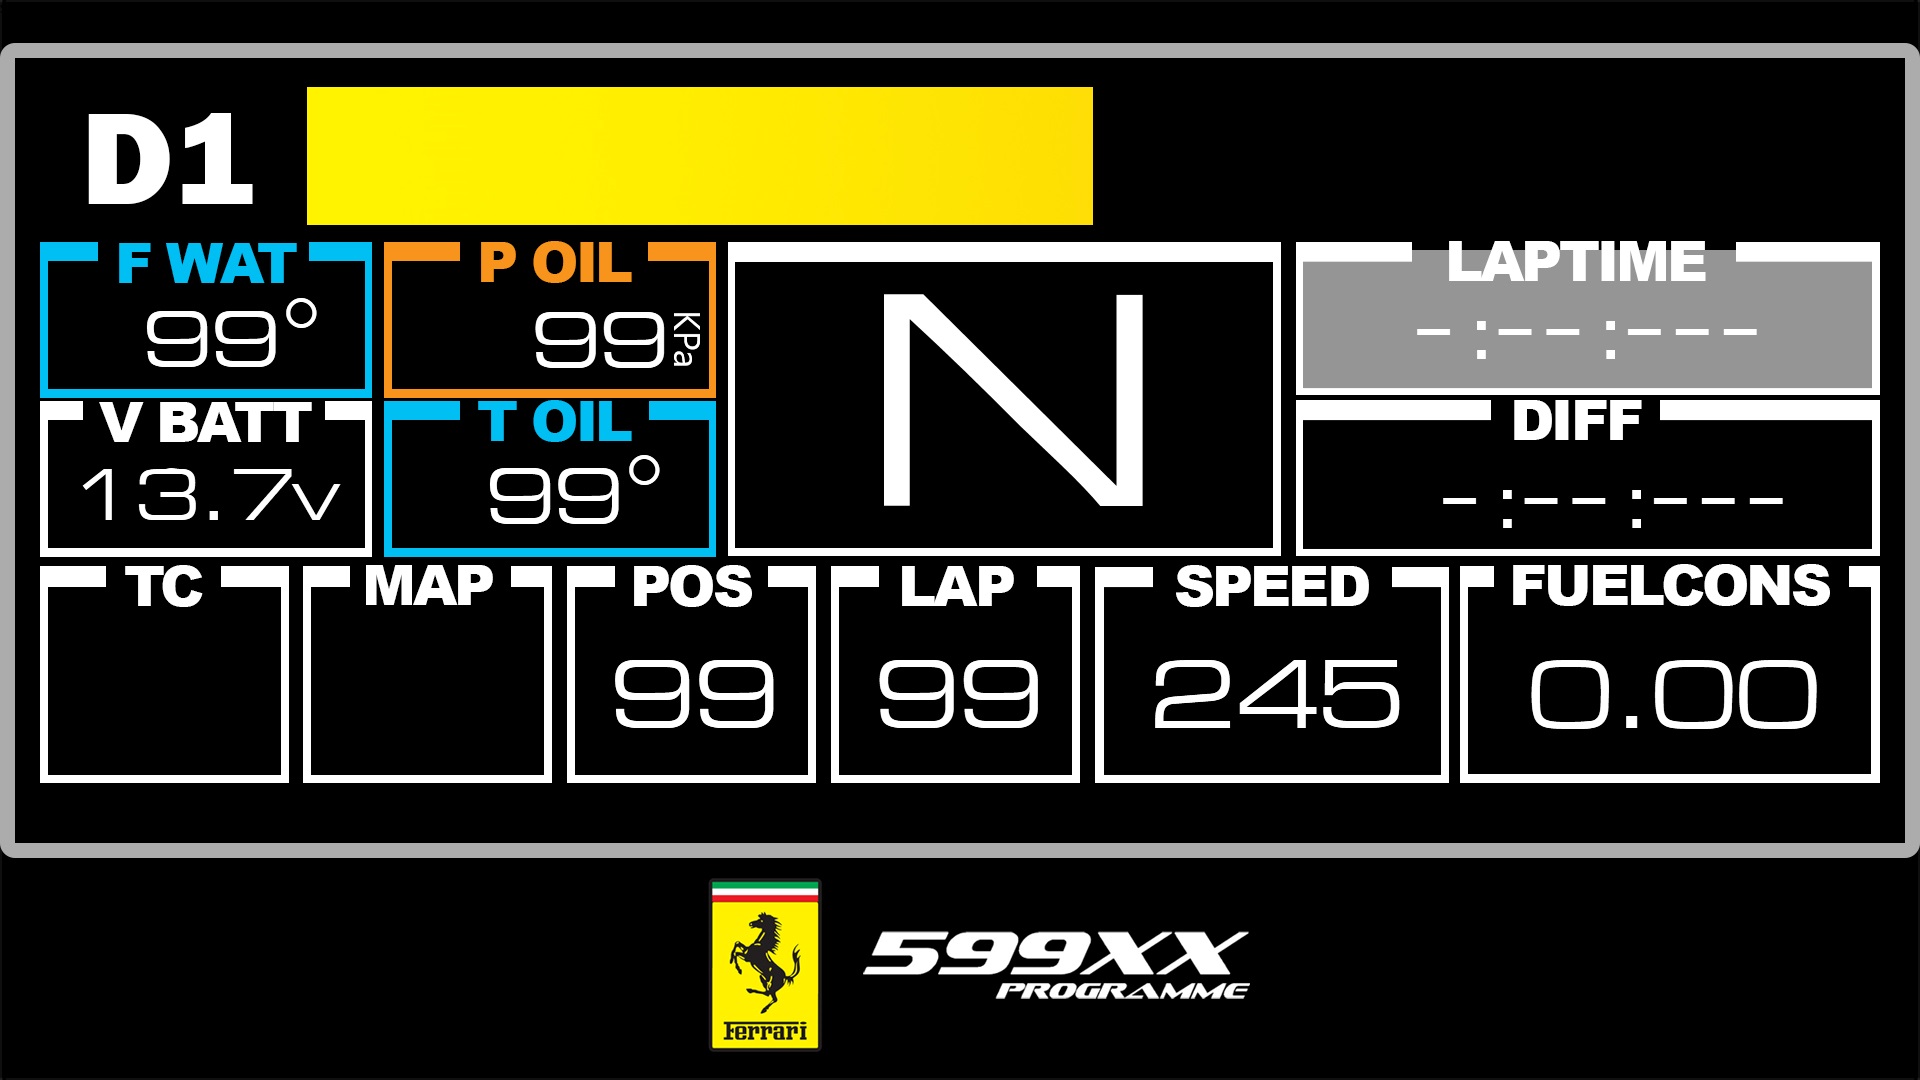 D1
F WAT
99°
P OIL
99 KPa
N
LAPTIME
- :-- :---
V BATT
13.7v
T OIL
99°
DIFF
- :-- :---
TC
MAP
POS
99
LAP
99
SPEED
245
FUELCONS
0.00
Ferrari
599XX
PROGRAMME